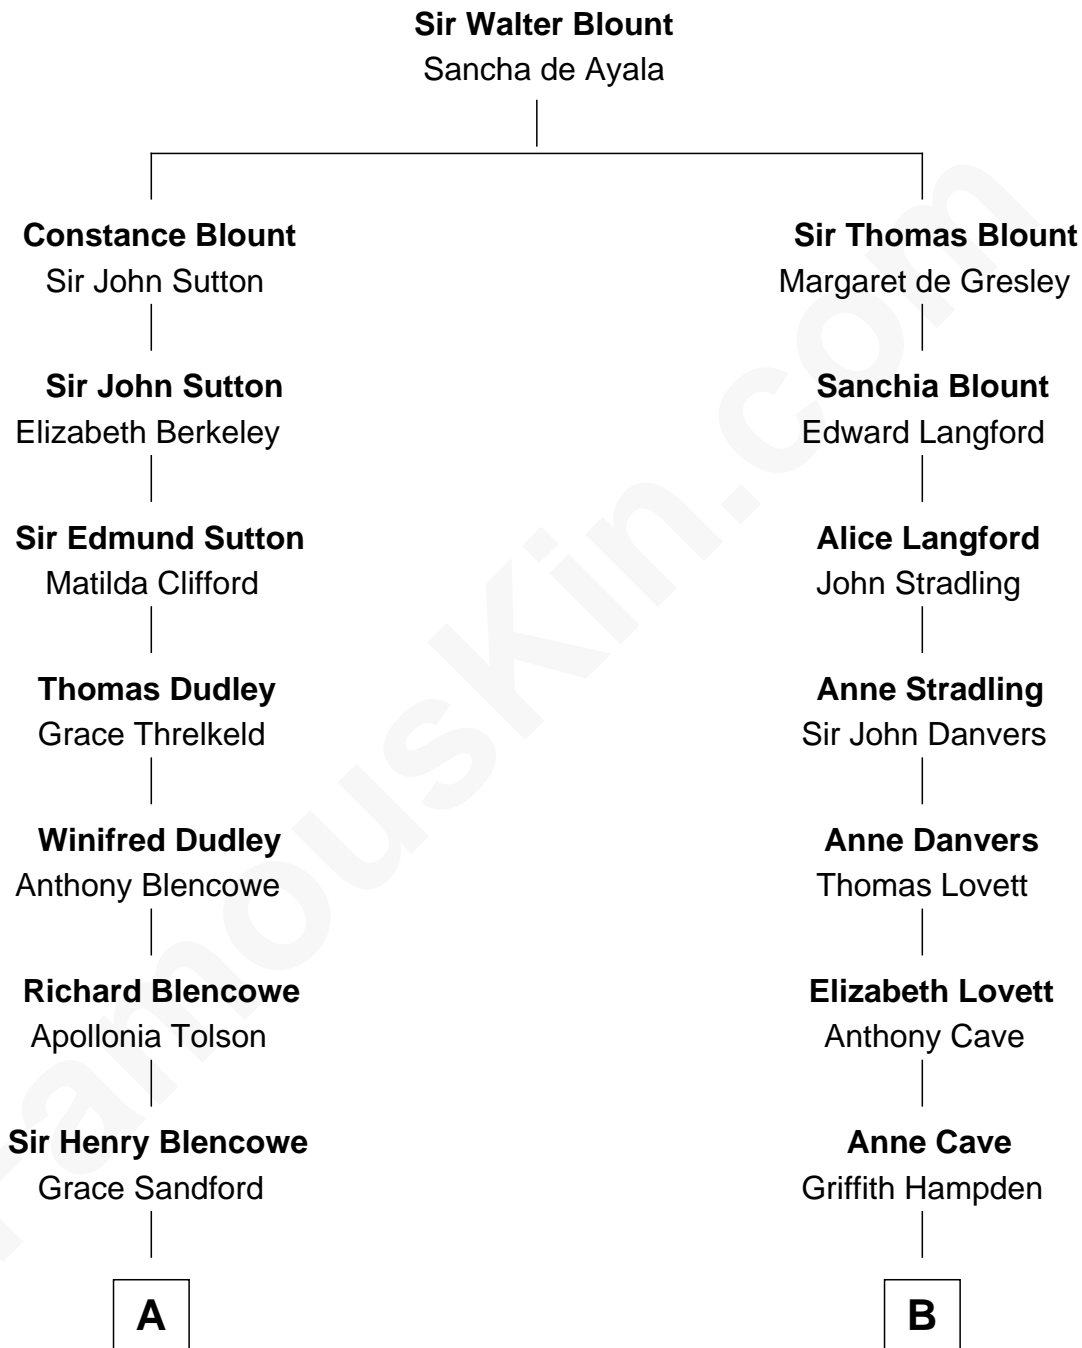 Sir Walter Blount
Sancha de Ayala
Constance Blount
Sir John Sutton
Sir Thomas Blount
Margaret de Gresley
Sir John Sutton
Elizabeth Berkeley
Sanchia Blount
Edward Langford
Sir Edmund Sutton
Matilda Clifford
Alice Langford
John Stradling
Thomas Dudley
Grace Threlkeld
Anne Stradling
Sir John Danvers
Winifred Dudley
Anthony Blencowe
Anne Danvers
Thomas Lovett
Richard Blencowe
Apollonia Tolson
Elizabeth Lovett
Anthony Cave
Sir Henry Blencowe
Grace Sandford
Anne Cave
Griffith Hampden
A
B
FamousKin.com